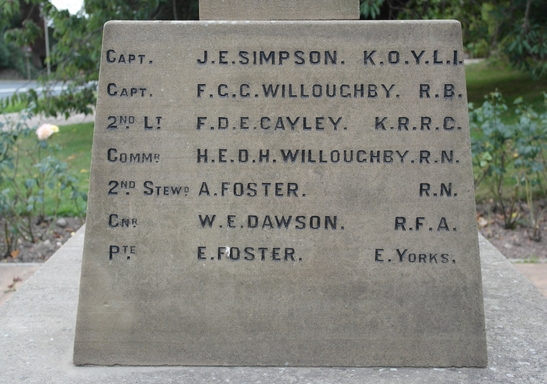 CAPT. J.E.SIMPSON. K.O.Y.L.I.
CAPT. F.G.G.WILLOUGHBY. R.B.
2ND LT F.D.E.CAYLEY. K.R.R.C.
COMMR H.E.D.H.WILLOUGHBY.R.N.
2ND STEWD A.FOSTER. R.N.
GNR W.E.DAWSON. R.F.A.
PTE E.FOSTER. E.YORKS.